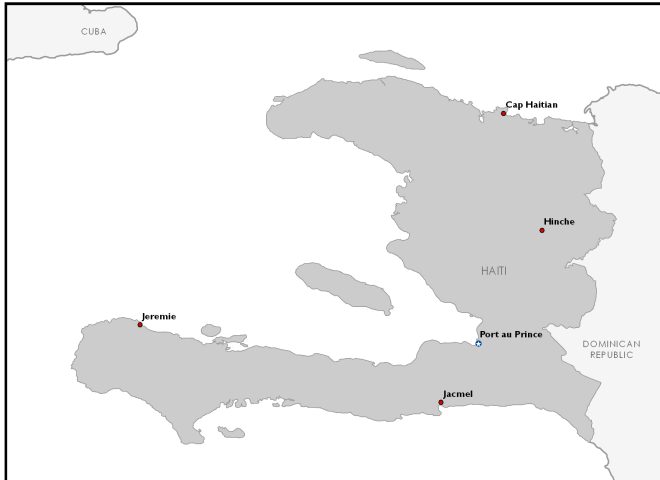 CUBA
Cap Haitian
Hinche
HAITI
Jeremie
Port au Prince
DOMINICAN
REPUBLIC
Jacmel